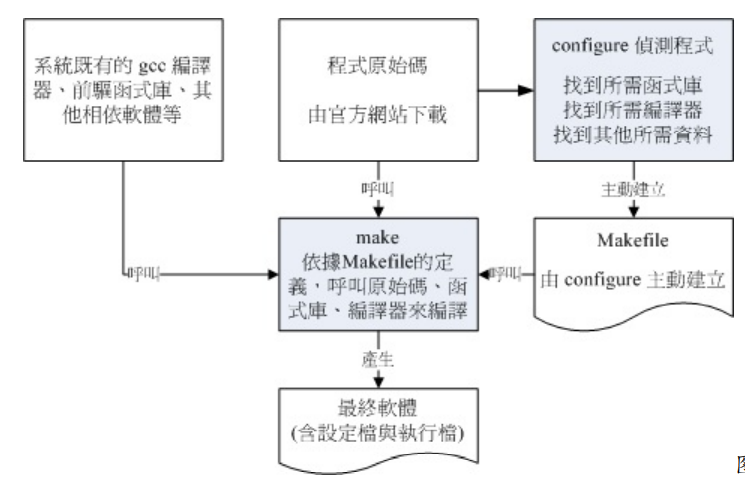 系統既有的 gcc 編譯
器、前驅函式庫、其
他相依軟體等
程式原始碼
由官方網站下載
configure 偵測程式
找到所需函式庫
找到所需編譯器
找到其他所需資料
呼叫
主動建立
make
依據Makefile的定
義，呼叫原始碼、函
式庫、編譯器來編譯
Makefile
由 configure 主動建立
呼叫
呼叫
產生
最終軟體
(含設定檔與執行檔)